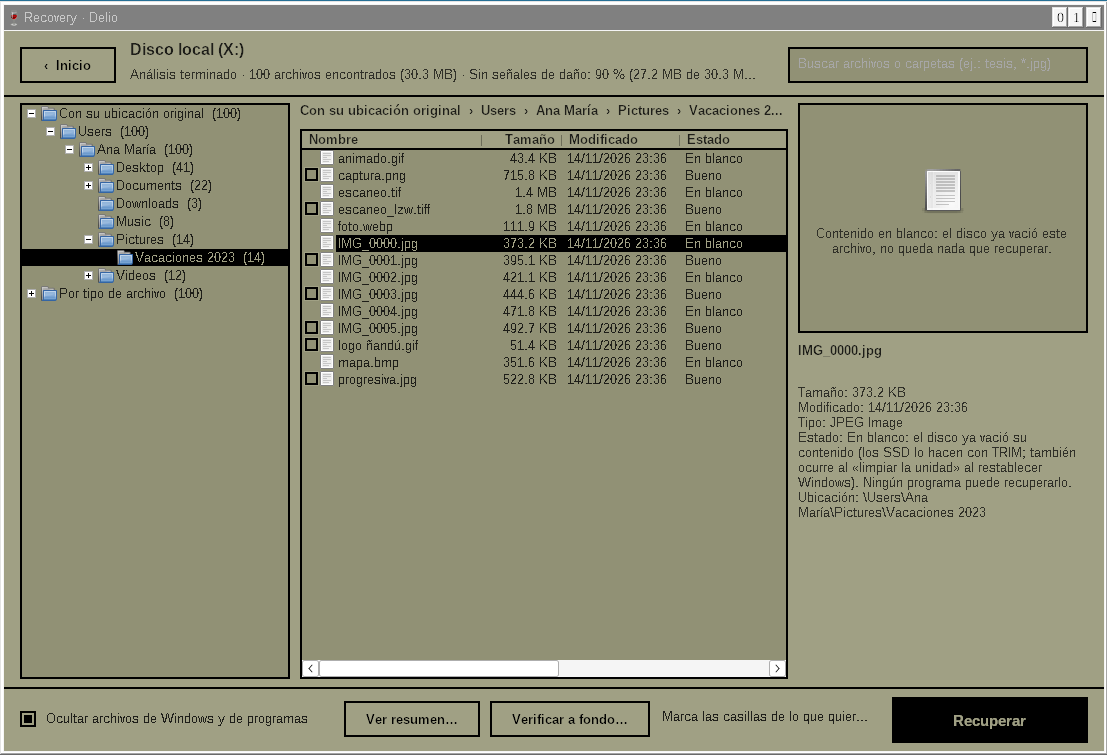 Recovery · Delio
0 1
‹ Inicio
Disco local (X:)
Análisis terminado · 100 archivos encontrados (30.3 MB) · Sin señales de daño: 90 % (27.2 MB de 30.3 M...
Buscar archivos o carpetas (ej.: tesis, *.jpg)
Con su ubicación original (100)
Users (100)
Ana María (100)
Desktop (41)
Documents (22)
Downloads (3)
Music (8)
Pictures (14)
Vacaciones 2023 (14)
Videos (12)
Por tipo de archivo (100)
Con su ubicación original › Users › Ana María › Pictures › Vacaciones 2...
Nombre Tamaño Modificado Estado
animado.gif 43.4 KB 14/11/2026 23:36 En blanco
captura.png 715.8 KB 14/11/2026 23:36 Bueno
escaneo.tif 1.4 MB 14/11/2026 23:36 En blanco
escaneo_lzw.tiff 1.8 MB 14/11/2026 23:36 Bueno
foto.webp 111.9 KB 14/11/2026 23:36 En blanco
IMG_0000.jpg 373.2 KB 14/11/2026 23:36 En blanco
IMG_0001.jpg 395.1 KB 14/11/2026 23:36 Bueno
IMG_0002.jpg 421.1 KB 14/11/2026 23:36 En blanco
IMG_0003.jpg 444.6 KB 14/11/2026 23:36 Bueno
IMG_0004.jpg 471.8 KB 14/11/2026 23:36 En blanco
IMG_0005.jpg 492.7 KB 14/11/2026 23:36 Bueno
logo ñandú.gif 51.4 KB 14/11/2026 23:36 Bueno
mapa.bmp 351.6 KB 14/11/2026 23:36 En blanco
progresiva.jpg 522.8 KB 14/11/2026 23:36 Bueno
Contenido en blanco: el disco ya vació este
archivo, no queda nada que recuperar.
IMG_0000.jpg
Tamaño: 373.2 KB
Modificado: 14/11/2026 23:36
Tipo: JPEG Image
Estado: En blanco: el disco ya vació su
contenido (los SSD lo hacen con TRIM; también
ocurre al «limpiar la unidad» al restablecer
Windows). Ningún programa puede recuperarlo.
Ubicación: \Users\Ana
María\Pictures\Vacaciones 2023
Ocultar archivos de Windows y de programas
Ver resumen...
Verificar a fondo...
Marca las casillas de lo que quier...
Recuperar